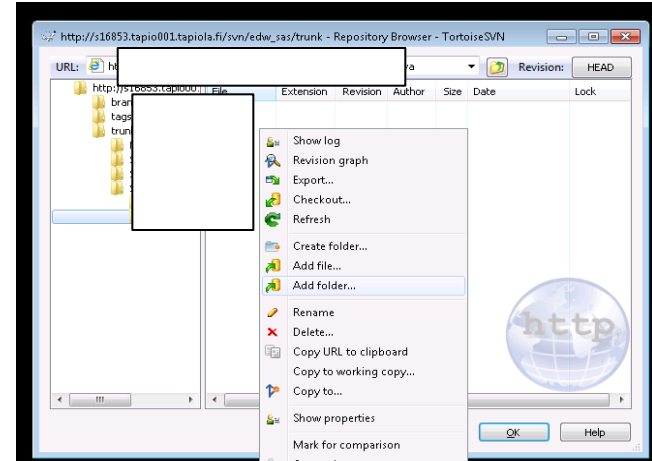 http://s16853.tapio001.tapiola.fi/svn/edw_sas/trunk - Repository Browser - TortoiseSVN
URL: Revision: HEAD
File Extension Revision Author Size Date Lock
tags
Show log
Revision graph
Export...
Checkout...
Refresh
Create folder...
Add file...
Add folder...
Rename
Delete...
Copy URL to clipboard
Copy to working copy...
Copy to...
Show properties
Mark for comparison
http
OK Help